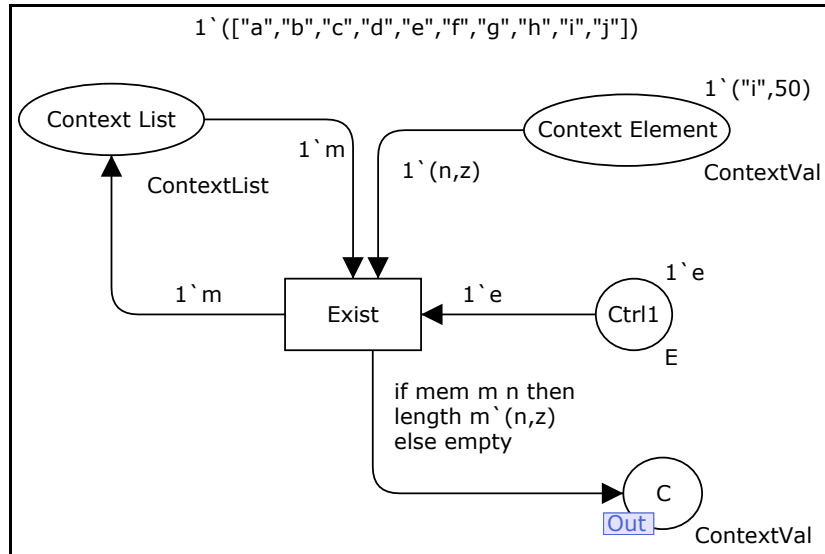 1`(["a","b","c","d","e","f","g","h","i","j"])
Context List
1`("i",50)
Context Element
1`m
1`(n,z)
ContextVal
ContextList
1`m
Exist
1`e
1`e
Ctrl1
E
if mem m n then
length m`(n,z)
else empty
C
Out
ContextVal